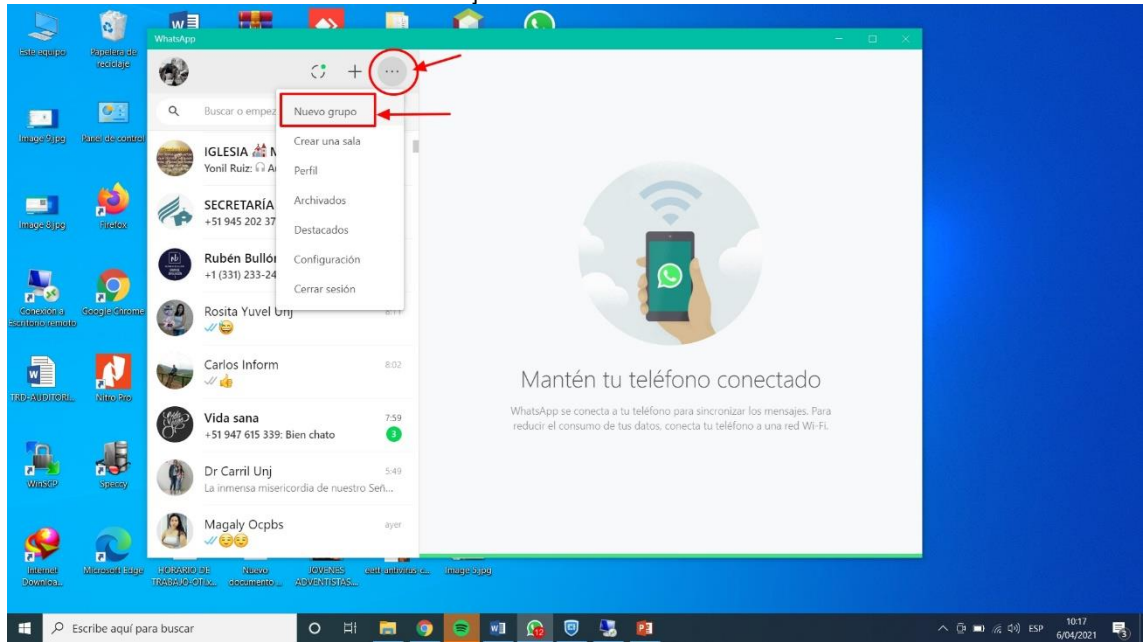 WhatsApp
Este equipo
Papelera de
reciclaje
Buscar o empez
Nuevo grupo
Crear una sala
Perfil
Archivados
Destacados
Configuración
Cerrar sesión
Image 9.jpg
Panel de control
IGLESIA
Yonil Ruiz:
SECRETARÍA
+51 945 202 37
Image 8.jpg
Firefox
Rubén Bullór
+1 (331) 233-24
Conexión a
Escritorio remoto
Google Chrome
Rosita Yuvel Unj
8:11
Carlos Inform
8:02
TRD-AUDITORI...
Nitro Pro
Vida sana
7:59
+51 947 615 339: Bien chato
3
WinSCP
Speccy
Dr Carril Unj
5:49
La inmensa misericordia de nuestro Señ...
Magaly Ocpbs
ayer
Mantén tu teléfono conectado
WhatsApp se conecta a tu teléfono para sincronizar los mensajes. Para
reducir el consumo de tus datos, conecta tu teléfono a una red Wi-Fi.
Internet
Downloa...
Microsoft Edge
HORARIO DE
TRABAJO-OTI.x...
Nuevo
documento ...
JOVENES
ADVENTISTAS...
eset-antivirus-c...
Image 3.jpg
Escribe aquí para buscar
ESP
10:17
6/04/2021